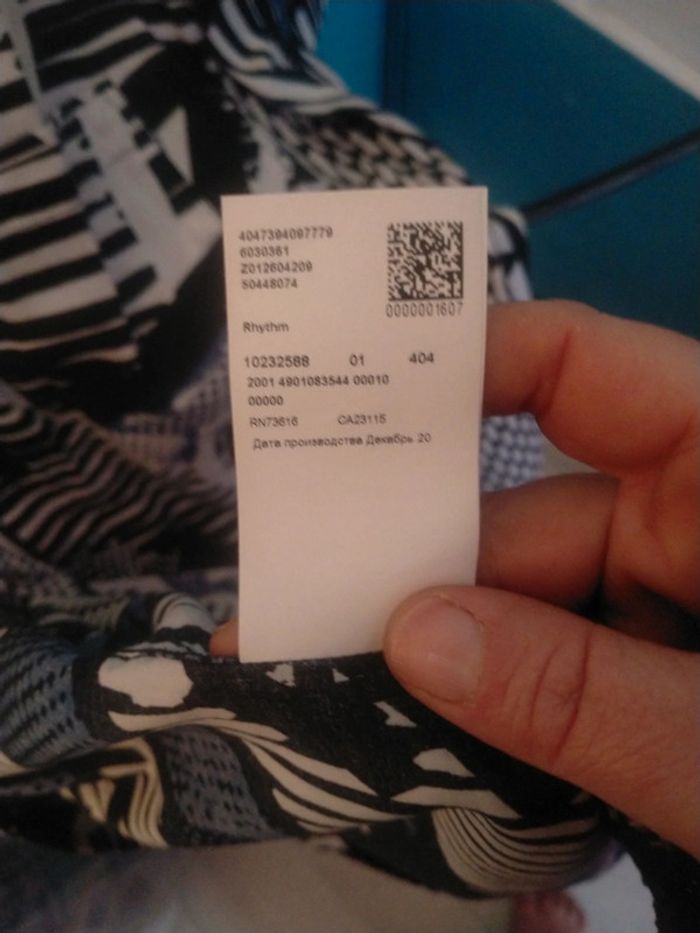 4047394097779
6030361
Z012604209
50448074
0000001607
Rhythm
10232588 01 404
2001 4901083544 00010
00000
RN73616 CA23115
Дата производства Декабрь 20